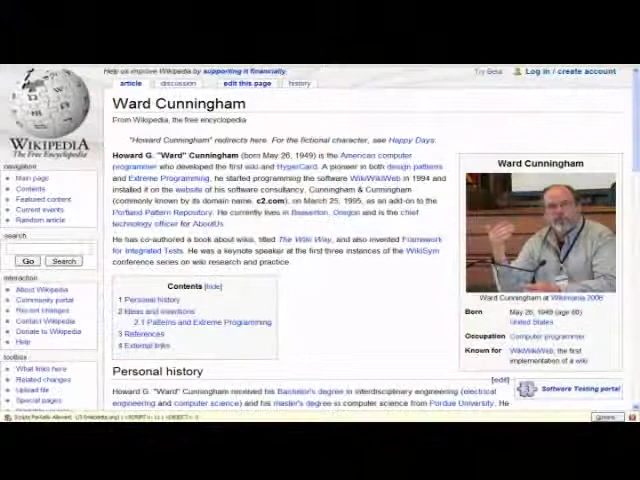 Help us improve Wikipedia by supporting it financially.
Try Beta
Log in / create account
article
discussion
edit this page
history
WIKIPEDIA
The Free Encyclopedia
navigation
Main page
Contents
Featured content
Current events
Random article
search
Go
Search
interaction
About Wikipedia
Community portal
Recent changes
Contact Wikipedia
Donate to Wikipedia
Help
toolbox
What links here
Related changes
Upload file
Special pages
Ward Cunningham
From Wikipedia, the free encyclopedia
"Howard Cunningham" redirects here. For the fictional character, see Happy Days.
Howard G. "Ward" Cunningham (born May 26, 1949) is the American computer
programmer who developed the first wiki and HyperCard. A pioneer in both design patterns
and Extreme Programming, he started programming the software WikiWikiWeb in 1994 and
installed it on the website of his software consultancy, Cunningham & Cunningham
(commonly known by its domain name, c2.com), on March 25, 1995, as an add-on to the
Portland Pattern Repository. He currently lives in Beaverton, Oregon and is the chief
technology officer for AboutUs.
He has co-authored a book about wikis, titled The Wiki Way, and also invented Framework
for Integrated Tests. He was a keynote speaker at the first three instances of the WikiSym
conference series on wiki research and practice.
Contents [hide]
1 Personal history
2 Ideas and inventions
2.1 Patterns and Extreme Programming
3 References
4 External links
Ward Cunningham
Ward Cunningham at Wikimania 2006
Born May 26, 1949 (age 60)
United States
Occupation Computer programmer
Known for WikiWikiWeb, the first
implementation of a wiki
Personal history
[edit]
Software Testing portal
Howard G. "Ward" Cunningham received his Bachelor's degree in interdisciplinary engineering (electrical
engineering and computer science) and his master's degree in computer science from Purdue University. He
Options...